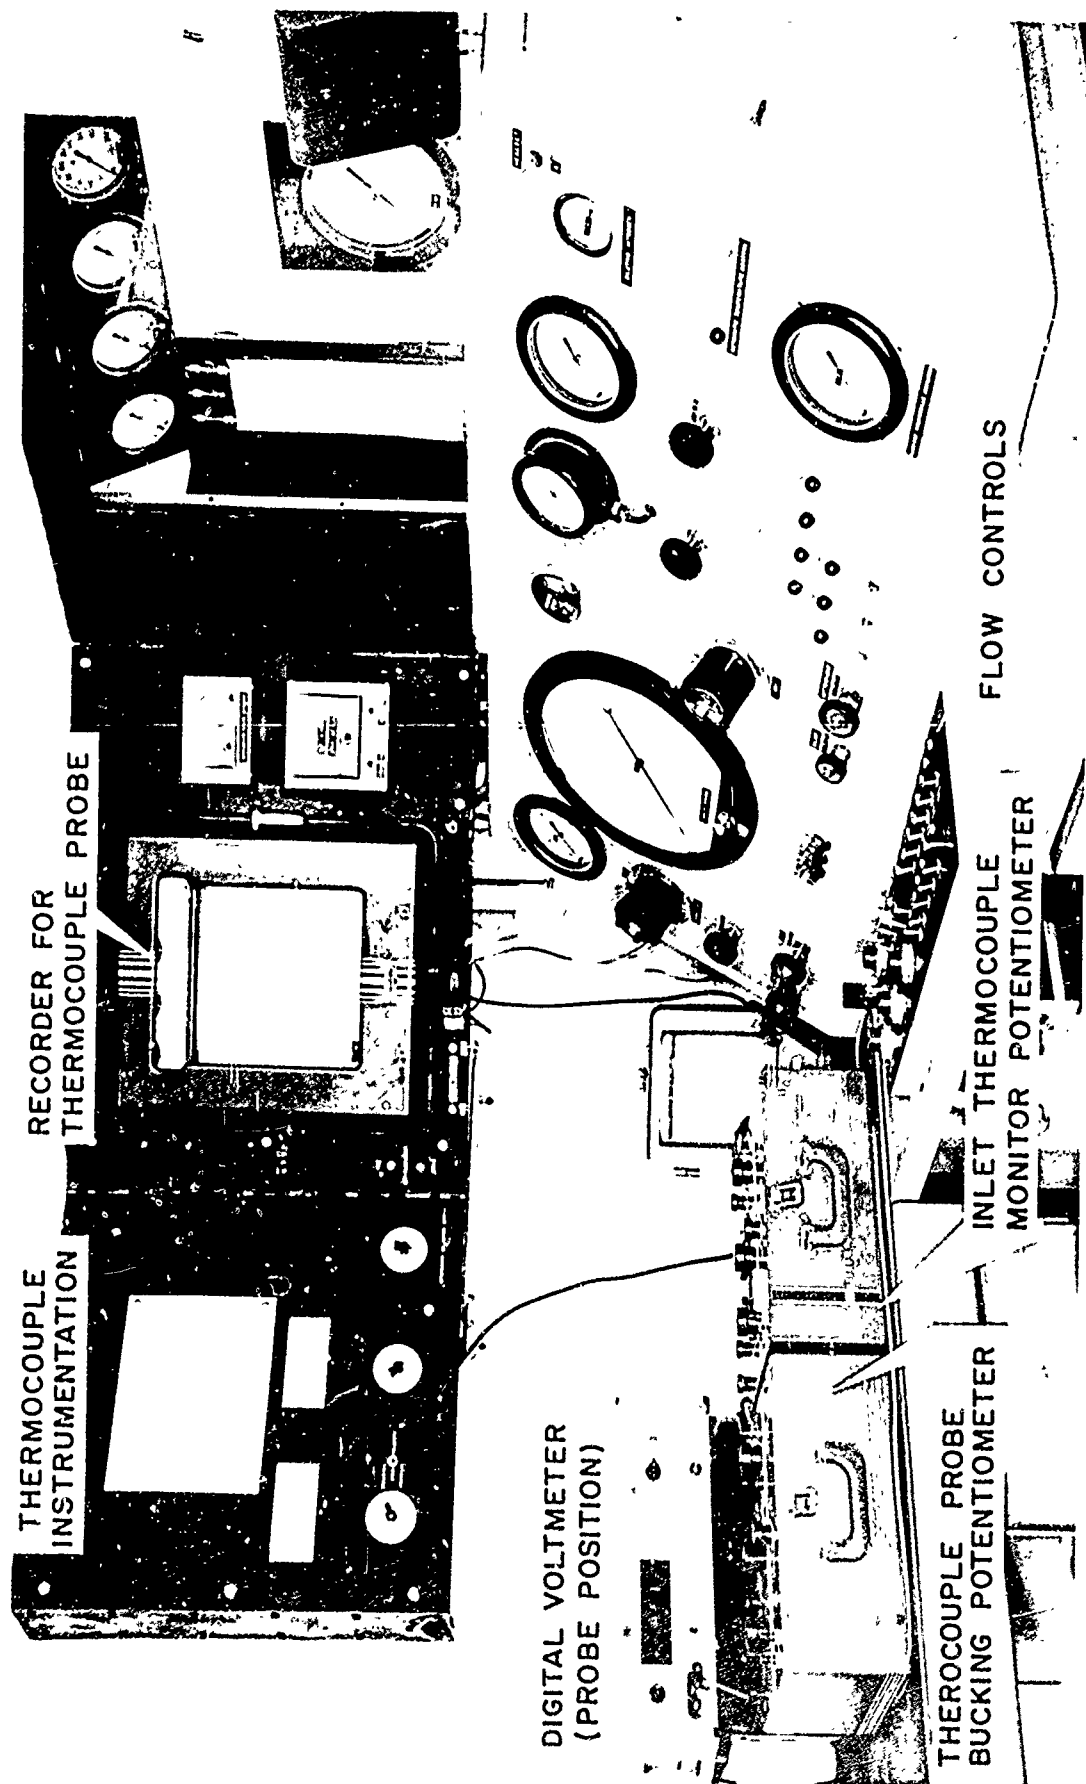 THERMOCOUPLE
INSTRUMENTATION
RECORDER FOR
THERMOCOUPLE PROBE
DIGITAL VOLTMETER
(PROBE POSITION)
THEROCOUPLE PROBE
BUCKING POTENTIOMETER
INLET THERMOCOUPLE
MONITOR POTENTIOMETER
FLOW CONTROLS